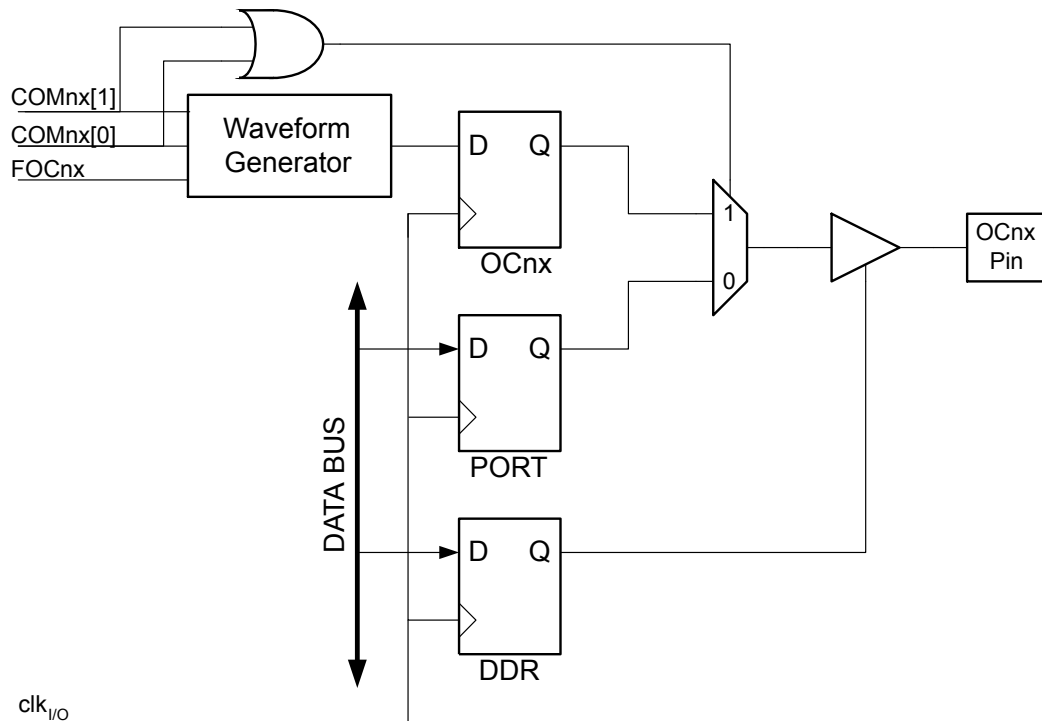 COMnx[1]
COMnx[0]
FOCnx
Waveform
Generator
D Q
OCnx
1
0
OCnx
Pin
D Q
PORT
DATA BUS
D Q
DDR
clkI/O